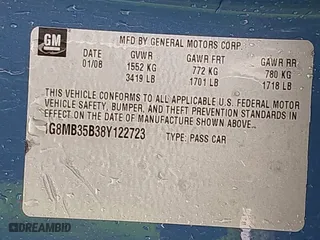 GM
MFD BY GENERAL MOTORS CORP.
DATE GVWR GAWR FRT GAWR RR
01/08 1552 KG 772 KG 780 KG
3419 LB 1701 LB 1718 LB
THIS VEHICLE CONFORMS TO ALL APPLICABLE U.S. FEDERAL MOTOR
VEHICLE SAFETY, BUMPER, AND THEFT PREVENTION STANDARDS IN
EFFECT ON THE DATE OF MANUFACTURE SHOWN ABOVE.
1G8MB35B38Y122723 TYPE: PASS CAR
DREAMBID